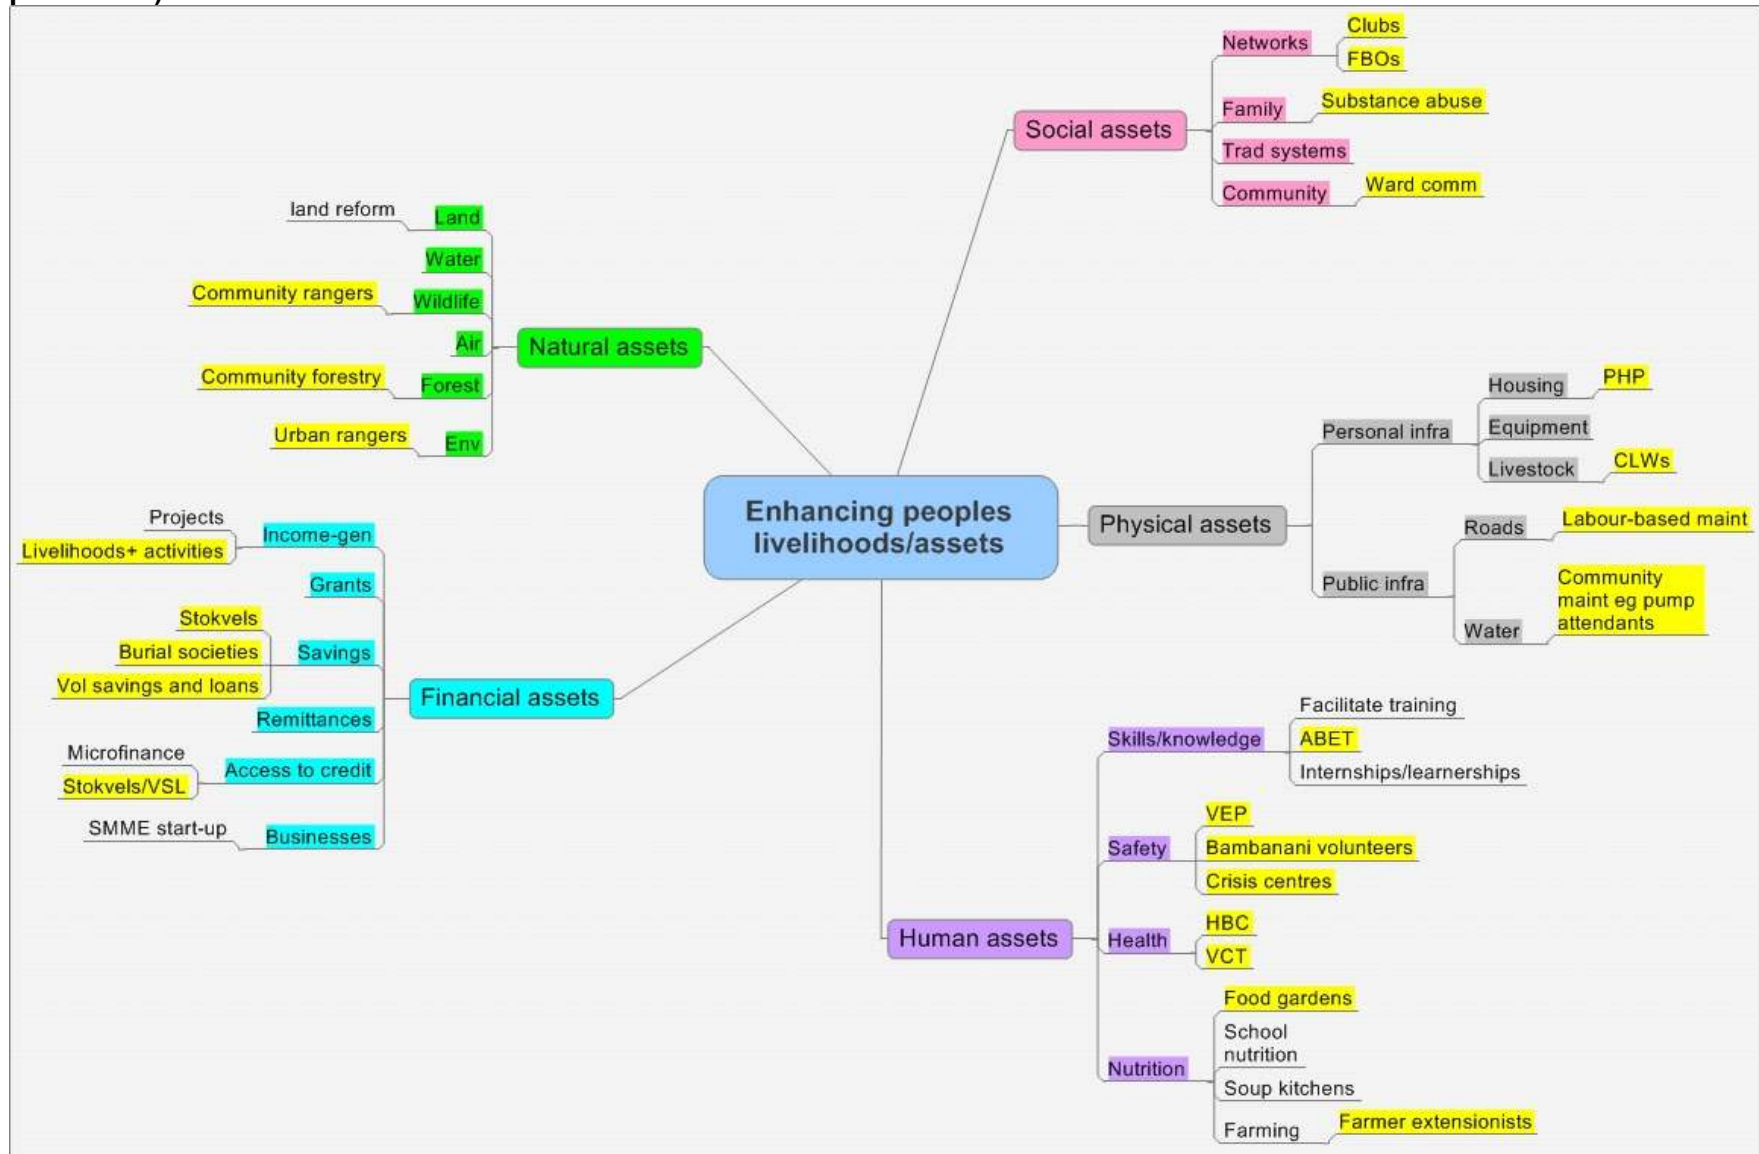 Enhancing peoples
livelihoods/assets
Social assets
Networks
Clubs
FBOs
Family
Substance abuse
Trad systems
Community
Ward comm
Physical assets
Personal infra
Housing
PHP
Equipment
Livestock
CLWs
Public infra
Roads
Labour-based maint
Water
Community
maint eg pump
attendants
Human assets
Skills/knowledge
Facilitate training
ABET
Internships/learnerships
Safety
VEP
Bambanani volunteers
Crisis centres
Health
HBC
VCT
Nutrition
Food gardens
School
nutrition
Soup kitchens
Farming
Farmer extensionists
Natural assets
Land
land reform
Water
Wildlife
Community rangers
Air
Forest
Community forestry
Env
Urban rangers
Financial assets
Income-gen
Projects
Livelihoods+ activities
Grants
Savings
Stokvels
Burial societies
Vol savings and loans
Remittances
Access to credit
Microfinance
Stokvels/VSL
Businesses
SMME start-up